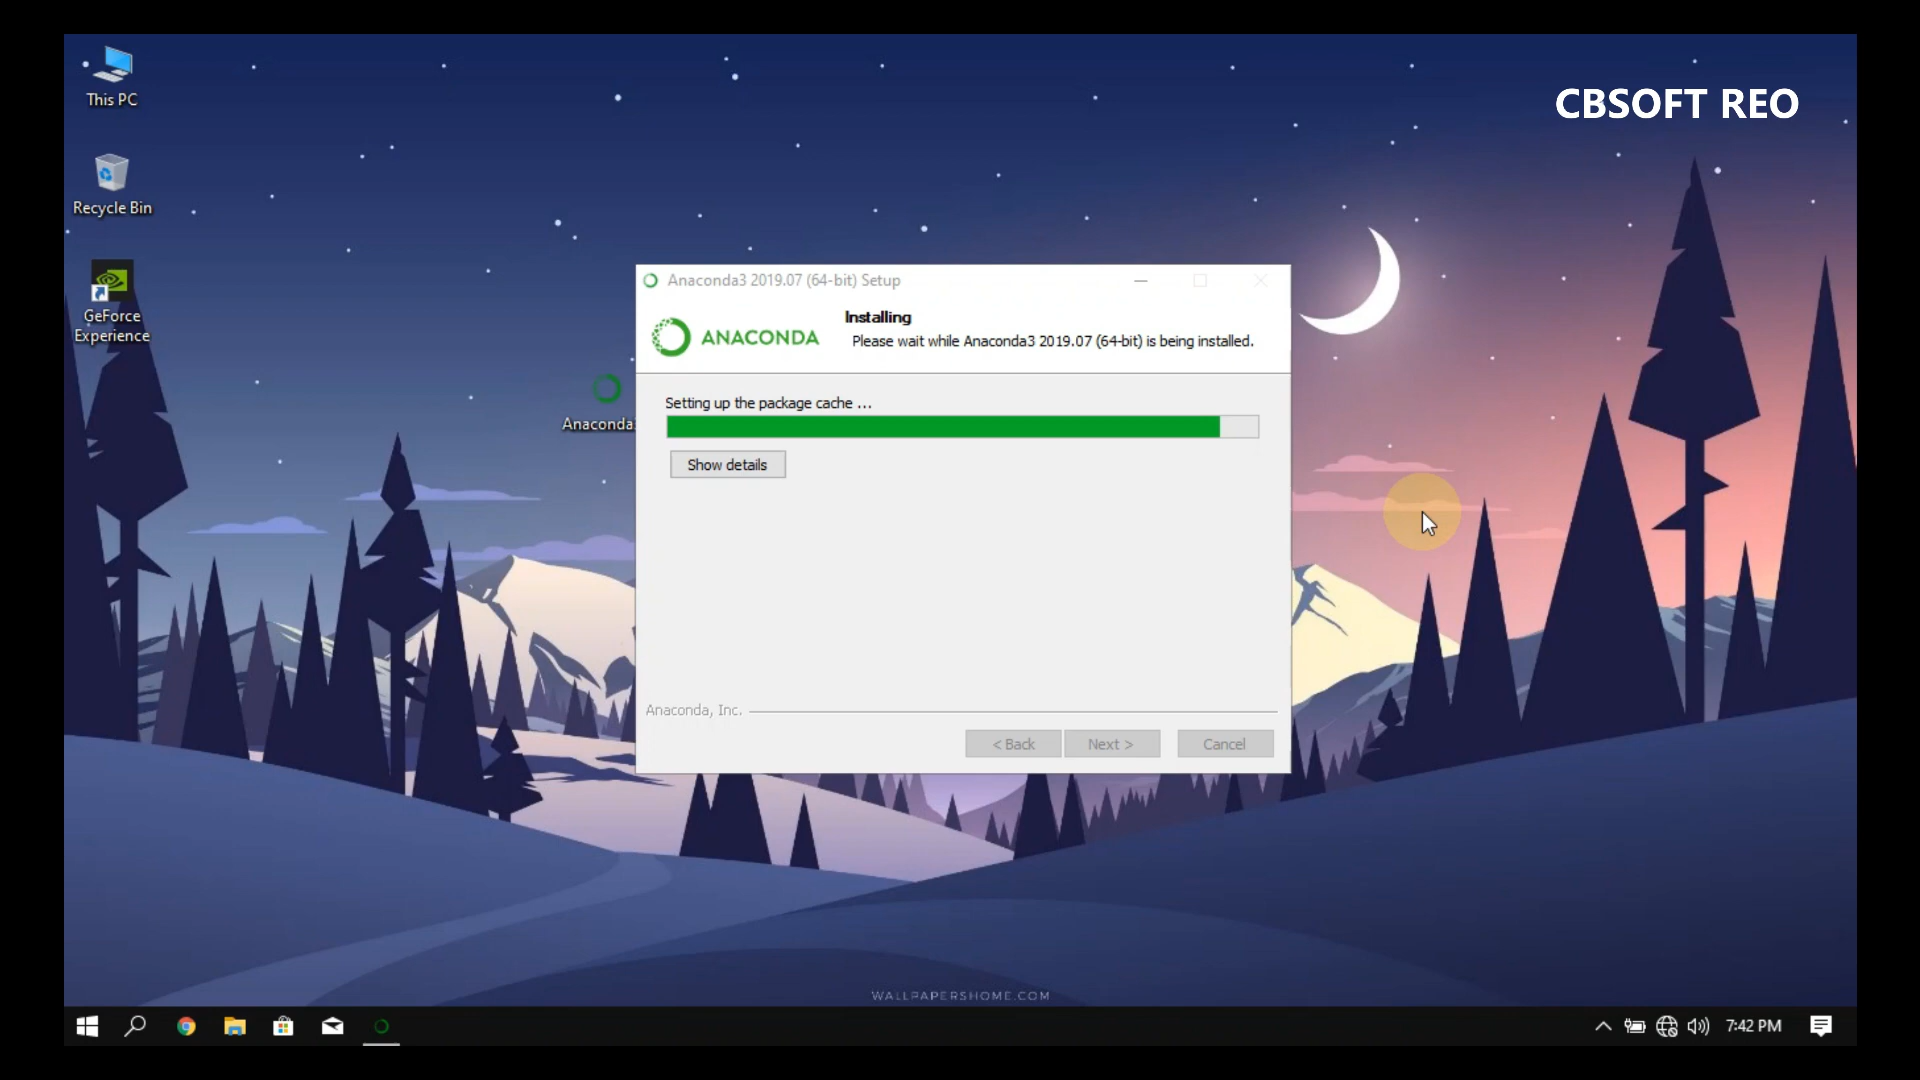 This PC
CBSOFT REO
Recycle Bin
GeForce
Experience
Anaconda
Anaconda3 2019.07 (64-bit) Setup
ANACONDA
Installing
Please wait while Anaconda3 2019.07 (64-bit) is being installed.
Setting up the package cache ...
Show details
Anaconda, Inc.
< Back
Next >
Cancel
WALLPAPERSHOME.COM
7:42 PM